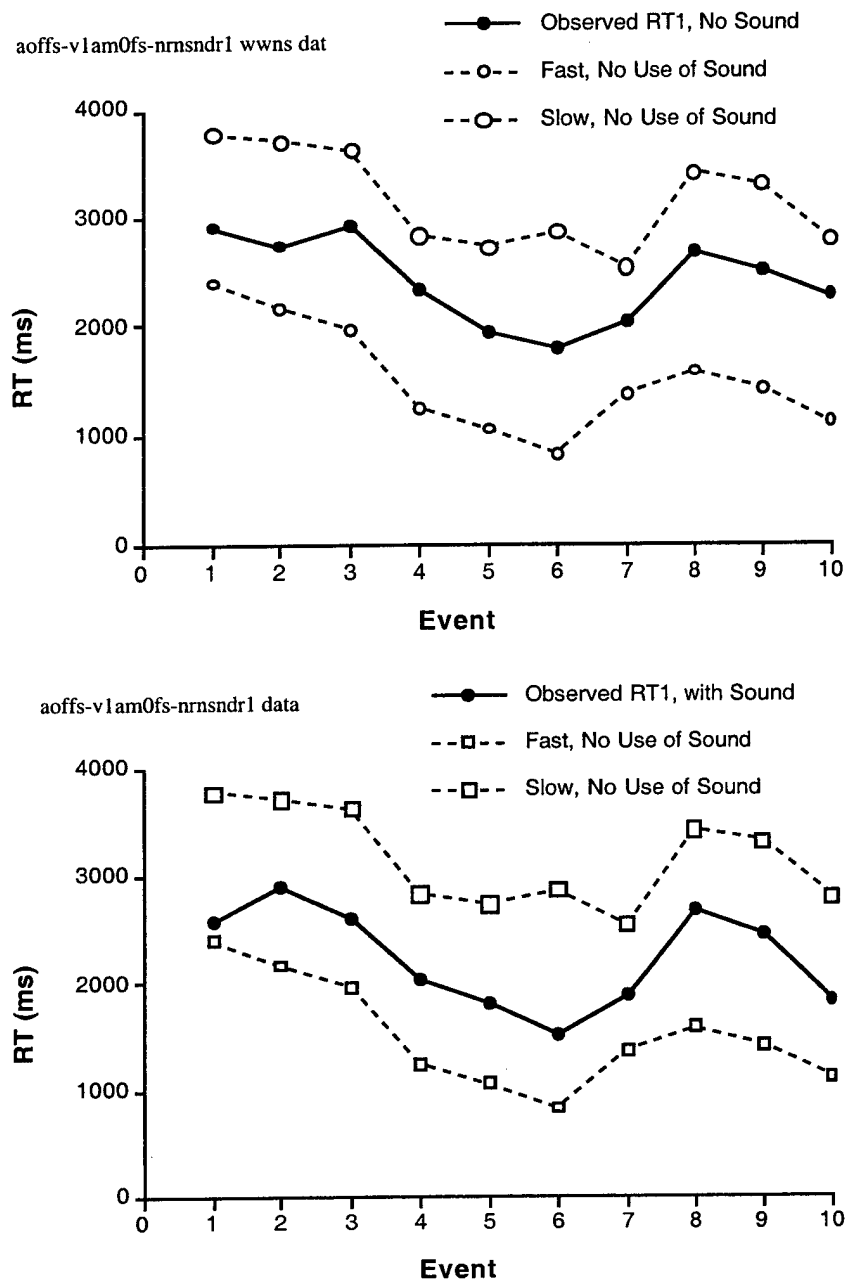 aoffs-v1am0fs-nrnsndr1 wwns dat
Observed RT1, No Sound
Fast, No Use of Sound
Slow, No Use of Sound
4000
3000
2000
1000
0
RT (ms)
0 1 2 3 4 5 6 7 8 9 10
Event
aoffs-v1am0fs-nrnsndr1 data
Observed RT1, with Sound
Fast, No Use of Sound
Slow, No Use of Sound
4000
3000
2000
1000
0
RT (ms)
0 1 2 3 4 5 6 7 8 9 10
Event